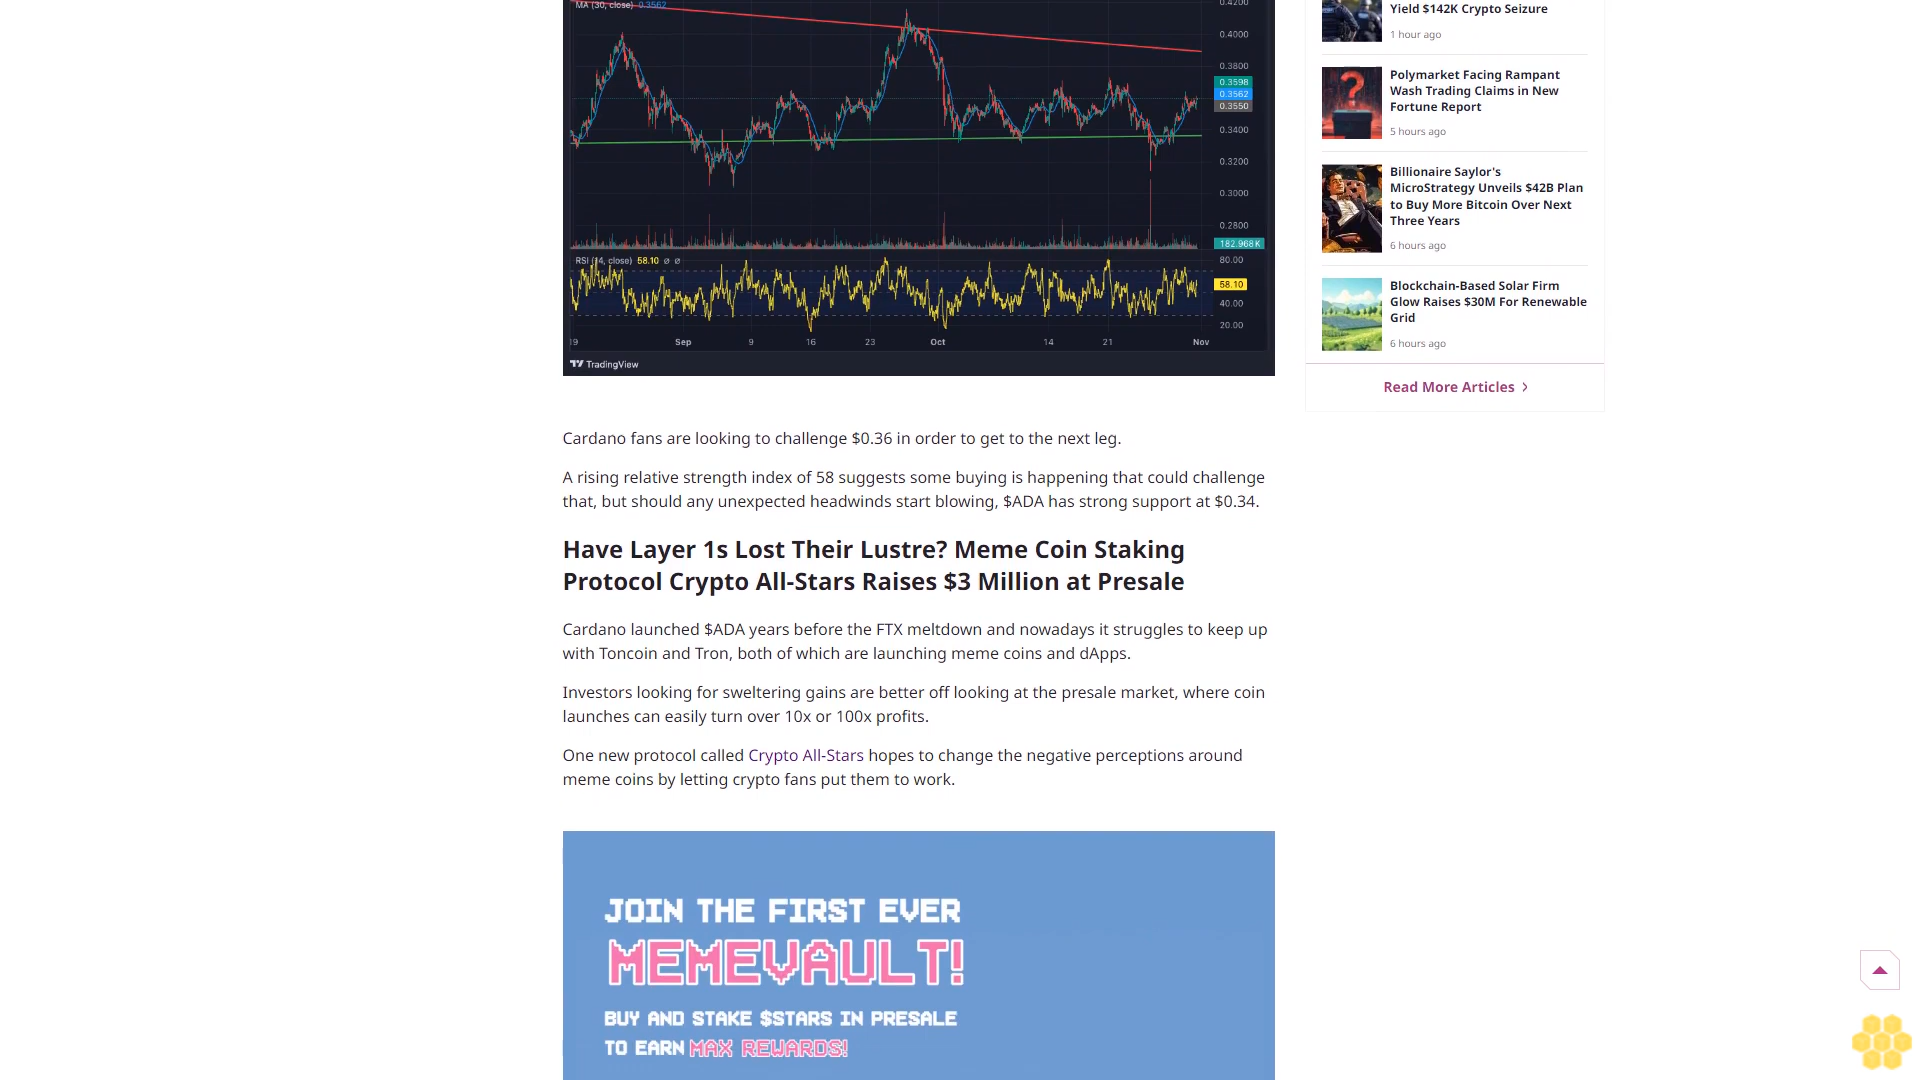 MA (30, close) 0.3562
0.4200
0.4000
0.3800
0.3598
0.3562
0.3550
0.3400
0.3200
0.3000
0.2800
182.968K
RSI (14, close) 58.10 ø ø
80.00
58.10
40.00
20.00
19 Sep 9 16 23 Oct 14 21 Nov
TradingView
Cardano fans are looking to challenge $0.36 in order to get to the next leg.
A rising relative strength index of 58 suggests some buying is happening that could challenge
that, but should any unexpected headwinds start blowing, $ADA has strong support at $0.34.
Have Layer 1s Lost Their Lustre? Meme Coin Staking
Protocol Crypto All-Stars Raises $3 Million at Presale
Cardano launched $ADA years before the FTX meltdown and nowadays it struggles to keep up
with Toncoin and Tron, both of which are launching meme coins and dApps.
Investors looking for sweltering gains are better off looking at the presale market, where coin
launches can easily turn over 10x or 100x profits.
One new protocol called Crypto All-Stars hopes to change the negative perceptions around
meme coins by letting crypto fans put them to work.
JOIN THE FIRST EVER
MEMEVAULT!
BUY AND STAKE $STARS IN PRESALE
TO EARN MAX REWARDS!
Yield $142K Crypto Seizure
1 hour ago
Polymarket Facing Rampant
Wash Trading Claims in New
Fortune Report
5 hours ago
Billionaire Saylor's
MicroStrategy Unveils $42B Plan
to Buy More Bitcoin Over Next
Three Years
6 hours ago
Blockchain-Based Solar Firm
Glow Raises $30M For Renewable
Grid
6 hours ago
Read More Articles